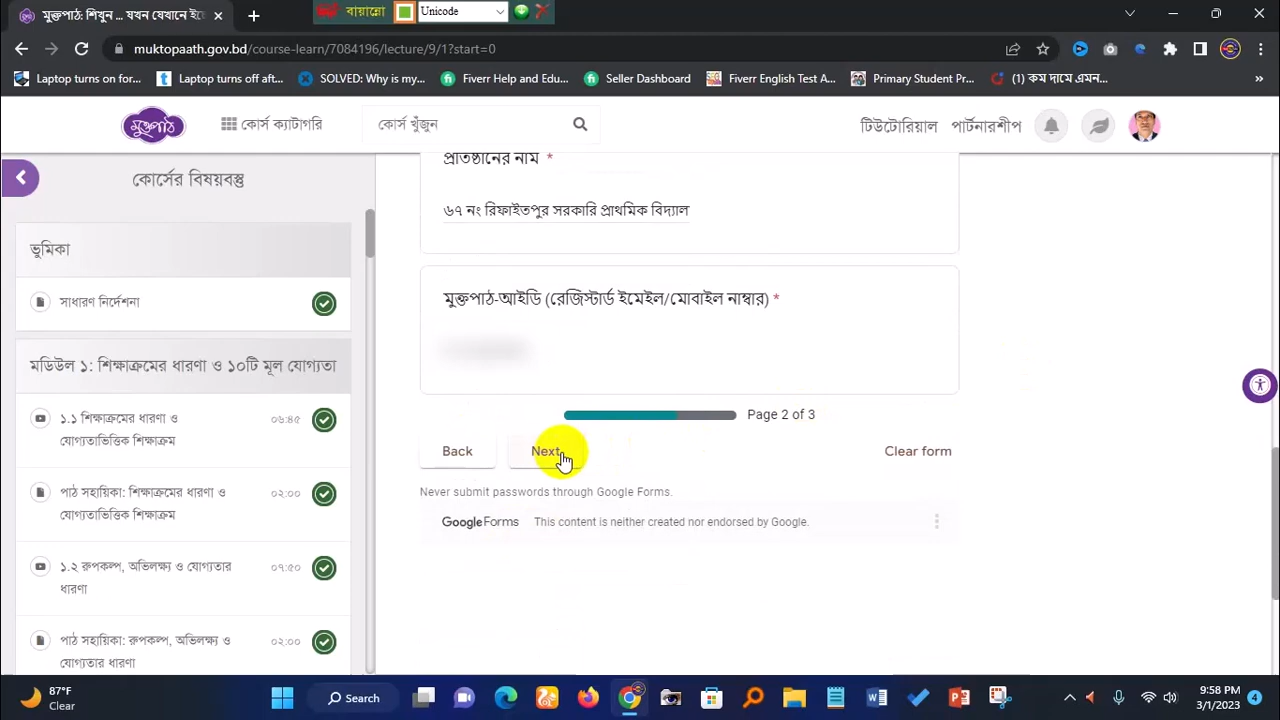 মুক্তপাঠ শিখুন
বায়ান্নো
Unicode
muktopaath.gov.bd/course-learn/7084196/lecture/9/1?start=0
Laptop turns on for...
Laptop turns off aft...
SOLVED: Why is my...
Fiverr Help and Edu...
Seller Dashboard
Fiverr English Test A...
Primary Student Pr...
(1) কম দামে এমন...
»
মুক্তপাঠ
কোর্স ক্যাটাগরি
কোর্স খুঁজুন
টিউটোরিয়াল
পার্টনারশীপ
কোর্সের বিষয়বস্তু
ভুমিকা
সাধারণ নির্দেশনা
মডিউল ১: শিক্ষাক্রমের ধারণা ও ১০টি মূল যোগ্যতা
১.১ শিক্ষাক্রমের ধারণা ও
যোগ্যতাভিত্তিক শিক্ষাক্রম
০৬:৪৫
পাঠ সহায়িকা: শিক্ষাক্রমের ধারণা ও
যোগ্যতাভিত্তিক শিক্ষাক্রম
০২:০০
১.২ রুপকল্প, অভিলক্ষ্য ও যোগ্যতার
ধারণা
০৭:৫০
পাঠ সহায়িকা: রুপকল্প, অভিলক্ষ্য ও
যোগ্যতার ধারণা
০২:০০
প্রতিষ্ঠানের নাম *
৬৭ নং রিফাইতপুর সরকারি প্রাথমিক বিদ্যাল
মুক্তপাঠ-আইডি (রেজিস্টার্ড ইমেইল/মোবাইল নাম্বার) *
Page 2 of 3
Back
Next
Clear form
Never submit passwords through Google Forms.
Google Forms
This content is neither created nor endorsed by Google.
87°F
Clear
Search
9:58 PM
3/1/2023
4